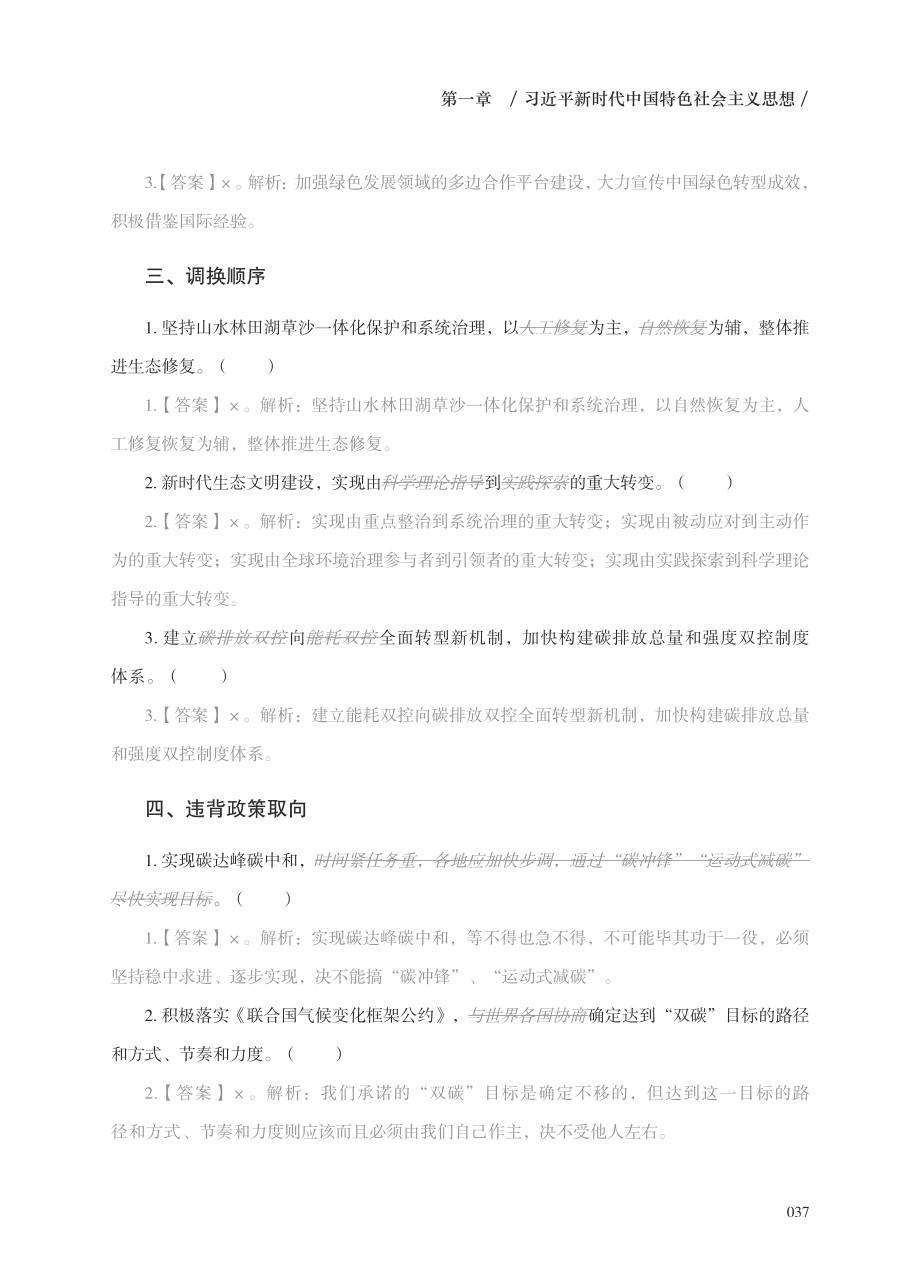 第一章 / 习近平新时代中国特色社会主义思想 /
3.【答案】×。解析：加强绿色发展领域的多边合作平台建设，大力宣传中国绿色转型成效，
积极借鉴国际经验。
三、调换顺序
1. 坚持山水林田湖草沙一体化保护和系统治理，以人工修复为主，自然恢复为辅，整体推
进生态修复。（　　）
1.【答案】×。解析：坚持山水林田湖草沙一体化保护和系统治理，以自然恢复为主，人
工修复恢复为辅，整体推进生态修复。
2. 新时代生态文明建设，实现由科学理论指导到实践探索的重大转变。（　　）
2.【答案】×。解析：实现由重点整治到系统治理的重大转变；实现由被动应对到主动作
为的重大转变；实现由全球环境治理参与者到引领者的重大转变；实现由实践探索到科学理论
指导的重大转变。
3. 建立碳排放双控向能耗双控全面转型新机制，加快构建碳排放总量和强度双控制度
体系。（　　）
3.【答案】×。解析：建立能耗双控向碳排放双控全面转型新机制，加快构建碳排放总量
和强度双控制度体系。
四、违背政策取向
1. 实现碳达峰碳中和，时间紧任务重，各地应加快步调，通过“碳冲锋”“运动式减碳”
尽快实现目标。（　　）
1.【答案】×。解析：实现碳达峰碳中和，等不得也急不得，不可能毕其功于一役，必须
坚持稳中求进、逐步实现，决不能搞“碳冲锋”、“运动式减碳”。
2. 积极落实《联合国气候变化框架公约》，与世界各国协商确定达到“双碳”目标的路径
和方式、节奏和力度。（　　）
2.【答案】×。解析：我们承诺的“双碳”目标是确定不移的，但达到这一目标的路
径和方式、节奏和力度则应该而且必须由我们自己作主，决不受他人左右。
037